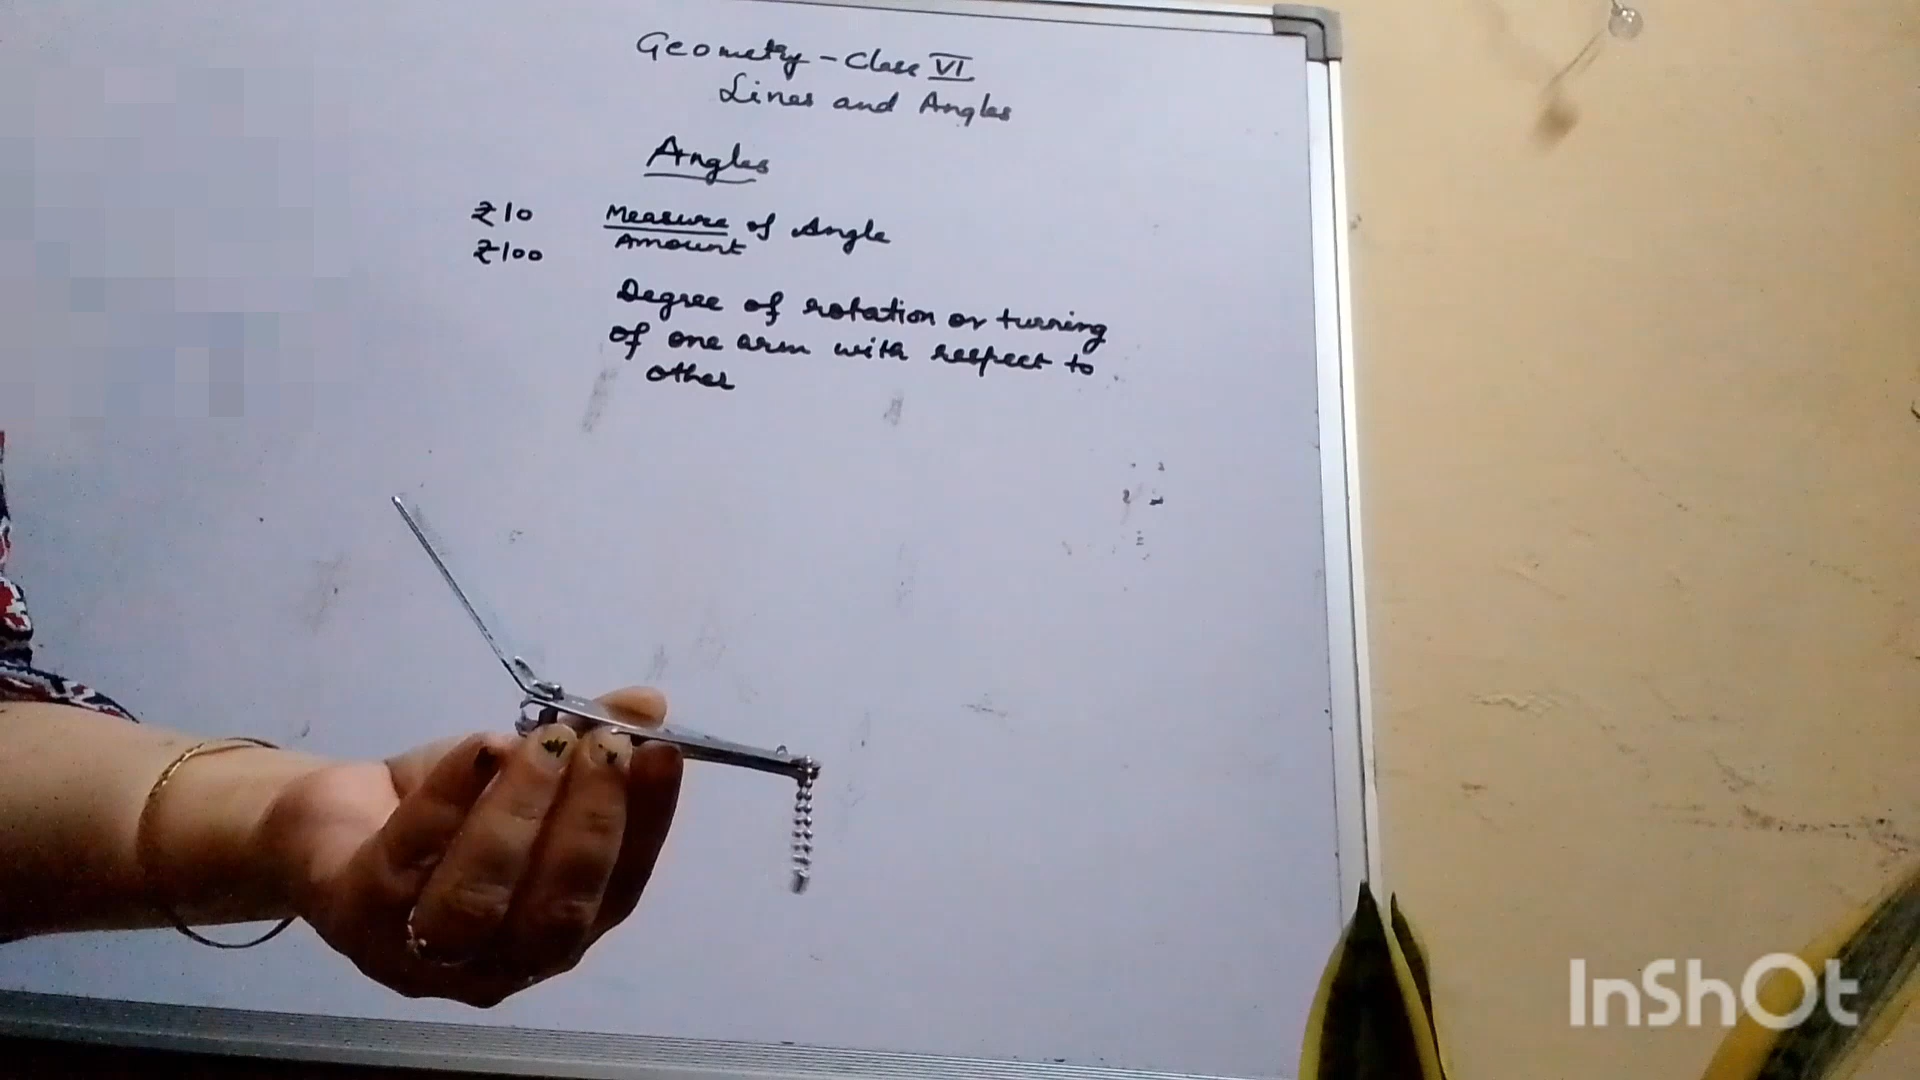 Geometry - Class VI
Lines and Angles
Angles
₹10 Measure of Angle
₹100 Amount
Degree of rotation or turning
of one arm with respect to
other
InShOt